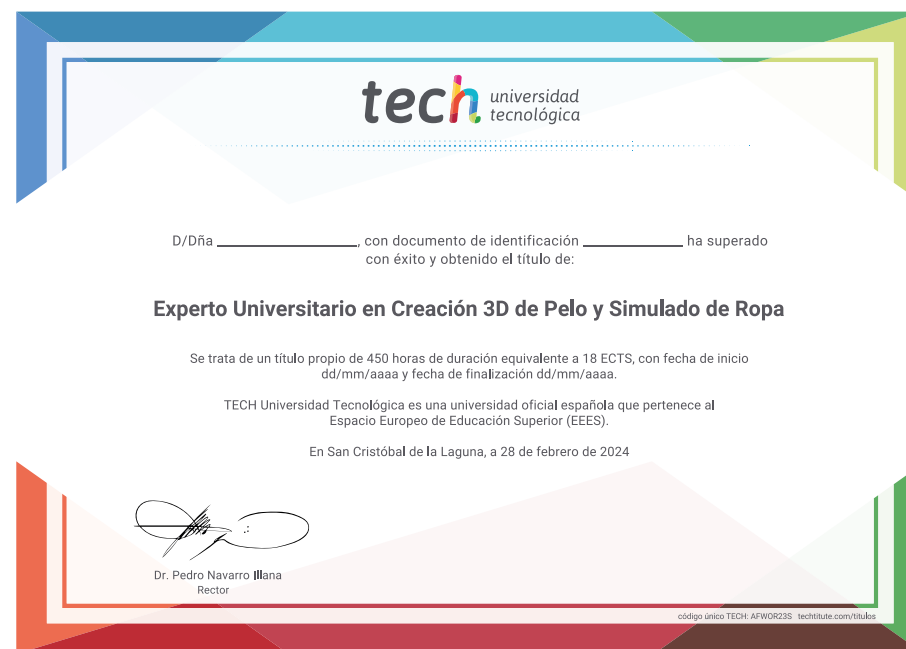 tech universidad
tecnológica
D/Dña ____________________, con documento de identificación ______________ ha superado
con éxito y obtenido el título de:
Experto Universitario en Creación 3D de Pelo y Simulado de Ropa
Se trata de un título propio de 450 horas de duración equivalente a 18 ECTS, con fecha de inicio
dd/mm/aaaa y fecha de finalización dd/mm/aaaa.
TECH Universidad Tecnológica es una universidad oficial española que pertenece al
Espacio Europeo de Educación Superior (EEES).
En San Cristóbal de la Laguna, a 28 de febrero de 2024
Dr. Pedro Navarro Illana
Rector
código único TECH: AFWOR23S techtitute.com/titulos